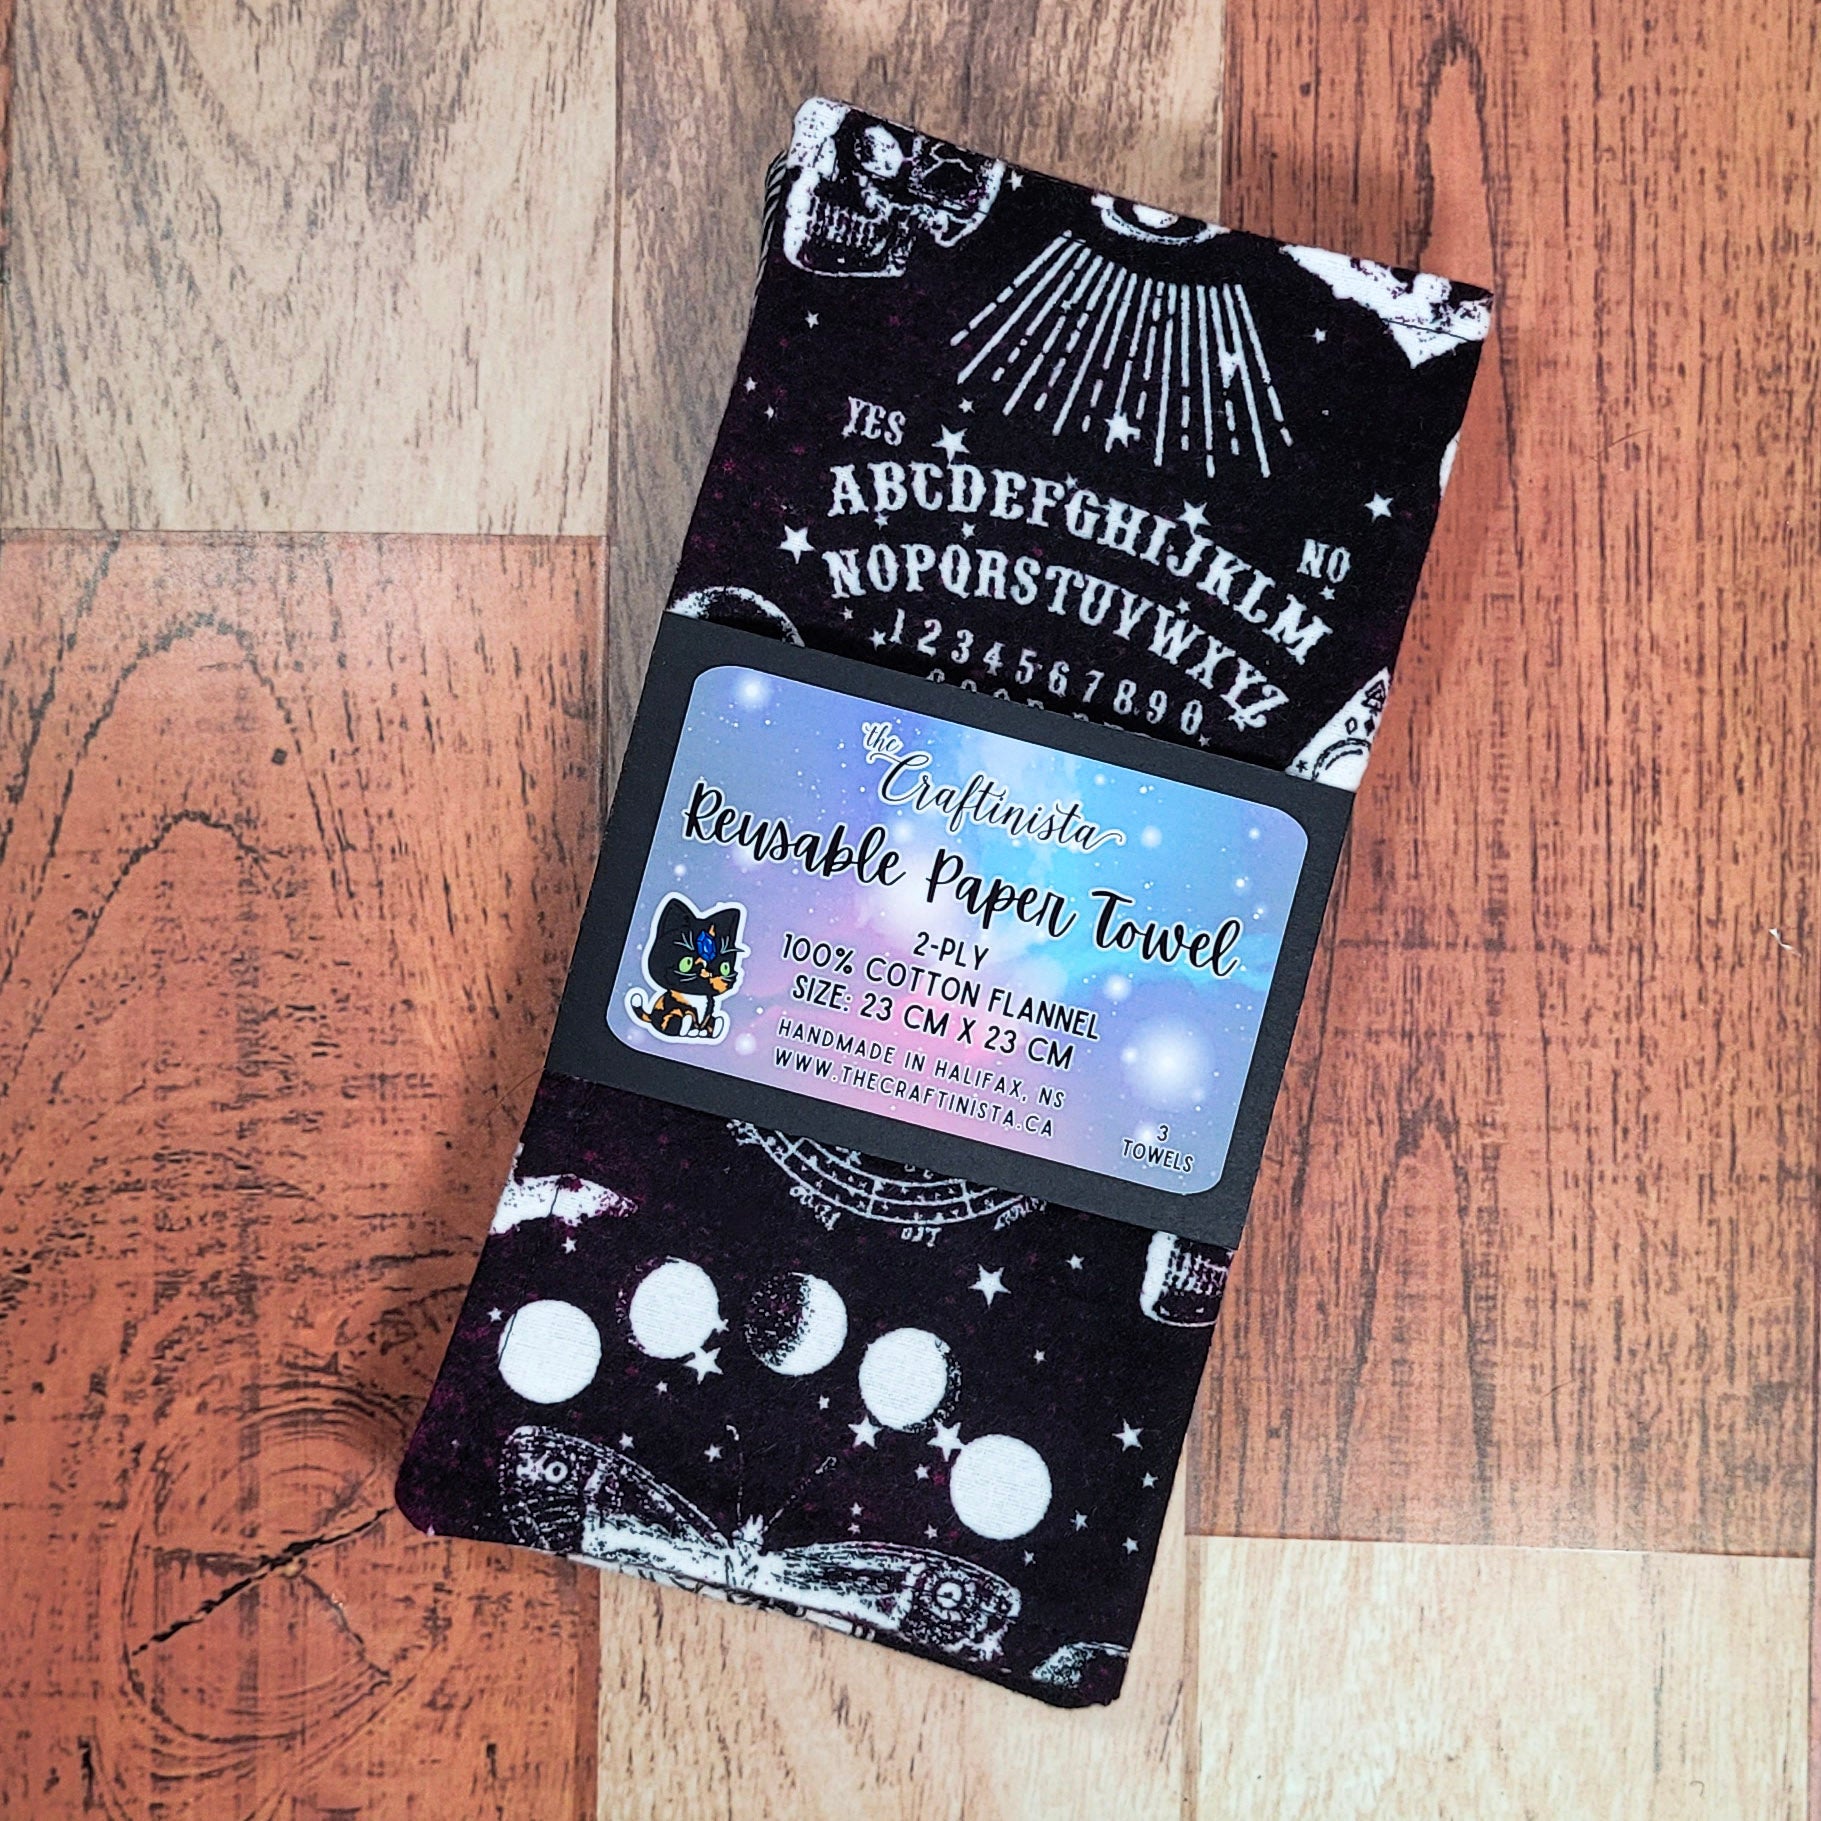 YES
NO
ABCDEFGHIJKLM
NOPQRSTUVWXYZ
1234567890
the
Craftinista
Reusable Paper Towel
2-PLY
100% COTTON FLANNEL
SIZE: 23 CM X 23 CM
HANDMADE IN HALIFAX, NS
WWW.THECRAFTINISTA.CA
3
TOWELS